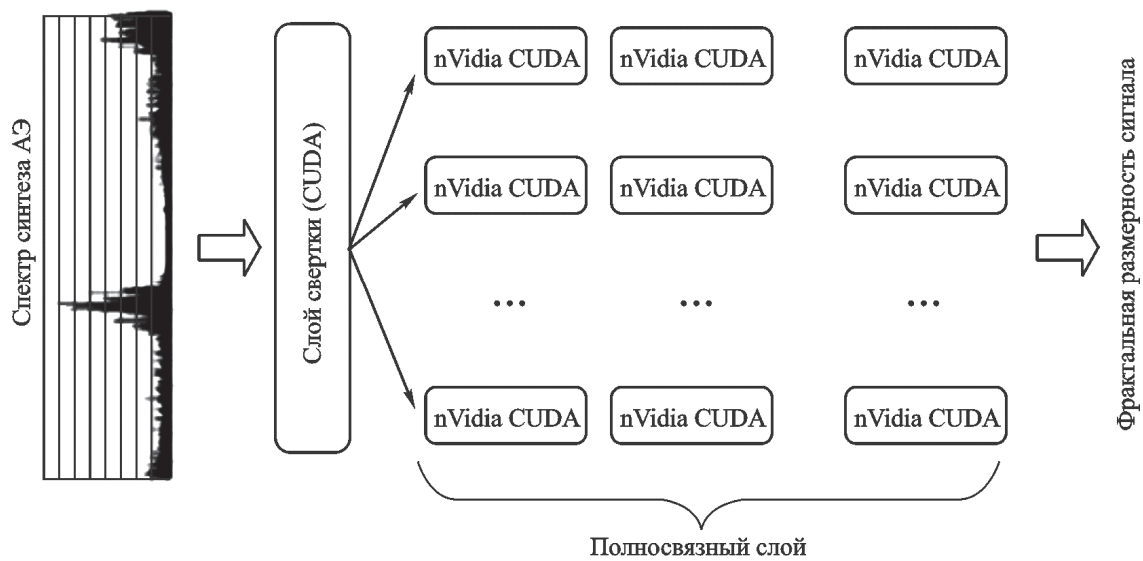 Спектр синтеза АЭ
Слой свертки (CUDA)
nVidia CUDA
nVidia CUDA
nVidia CUDA
nVidia CUDA
nVidia CUDA
nVidia CUDA
...
...
...
nVidia CUDA
nVidia CUDA
nVidia CUDA
Полносвязный слой
Фрактальная размерность сигнала